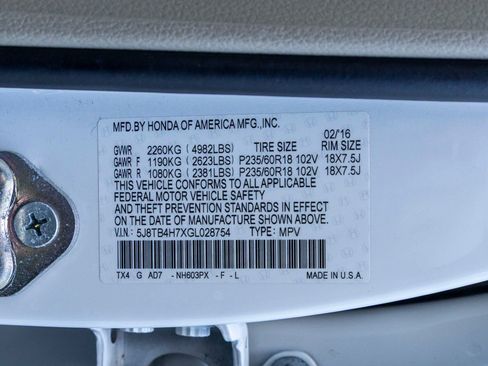 MFD.BY HONDA OF AMERICA MFG.,INC.
02/16
GVWR 2260KG (4982LBS) TIRE SIZE RIM SIZE
GAWR F 1190KG (2623LBS) P235/60R18 102V 18X7.5J
GAWR R 1080KG (2381LBS) P235/60R18 102V 18X7.5J
THIS VEHICLE CONFORMS TO ALL APPLICABLE
FEDERAL MOTOR VEHICLE SAFETY AND
THEFT PREVENTION STANDARDS IN EFFECT
ON THE DATE OF MANUFACTURE SHOWN ABOVE.
V.I.N: 5J8TB4H7XGL028754 TYPE: MPV
TX4 G AD7 -NH603PX -F -L MADE IN U.S.A.